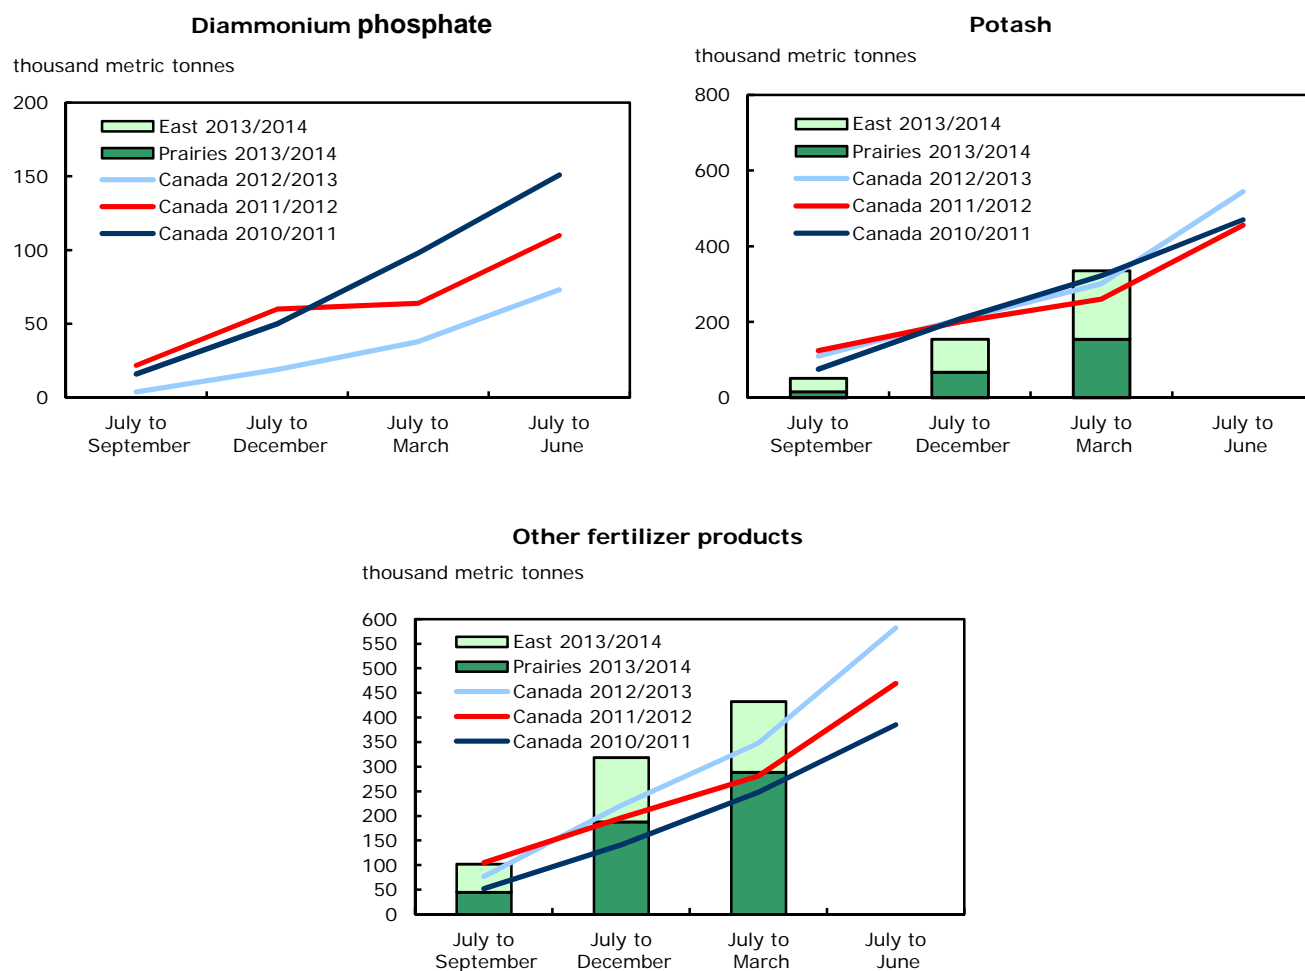 Diammonium phosphate
thousand metric tonnes
200
150
100
50
0
East 2013/2014
Prairies 2013/2014
Canada 2012/2013
Canada 2011/2012
Canada 2010/2011
July to July to July to July to
September December March June
Potash
thousand metric tonnes
800
600
400
200
0
East 2013/2014
Prairies 2013/2014
Canada 2012/2013
Canada 2011/2012
Canada 2010/2011
July to July to July to July to
September December March June
Other fertilizer products
thousand metric tonnes
600
550
500
450
400
350
300
250
200
150
100
50
0
East 2013/2014
Prairies 2013/2014
Canada 2012/2013
Canada 2011/2012
Canada 2010/2011
July to July to July to July to
September December March June